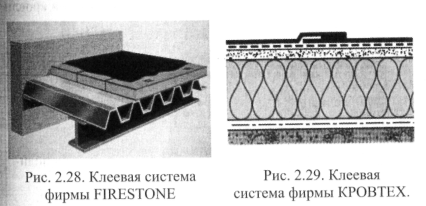 Рис. 2.28. Клеевая система
фирмы FIRESTONE
Рис. 2.29. Клеевая
система фирмы КРОВТЕХ.